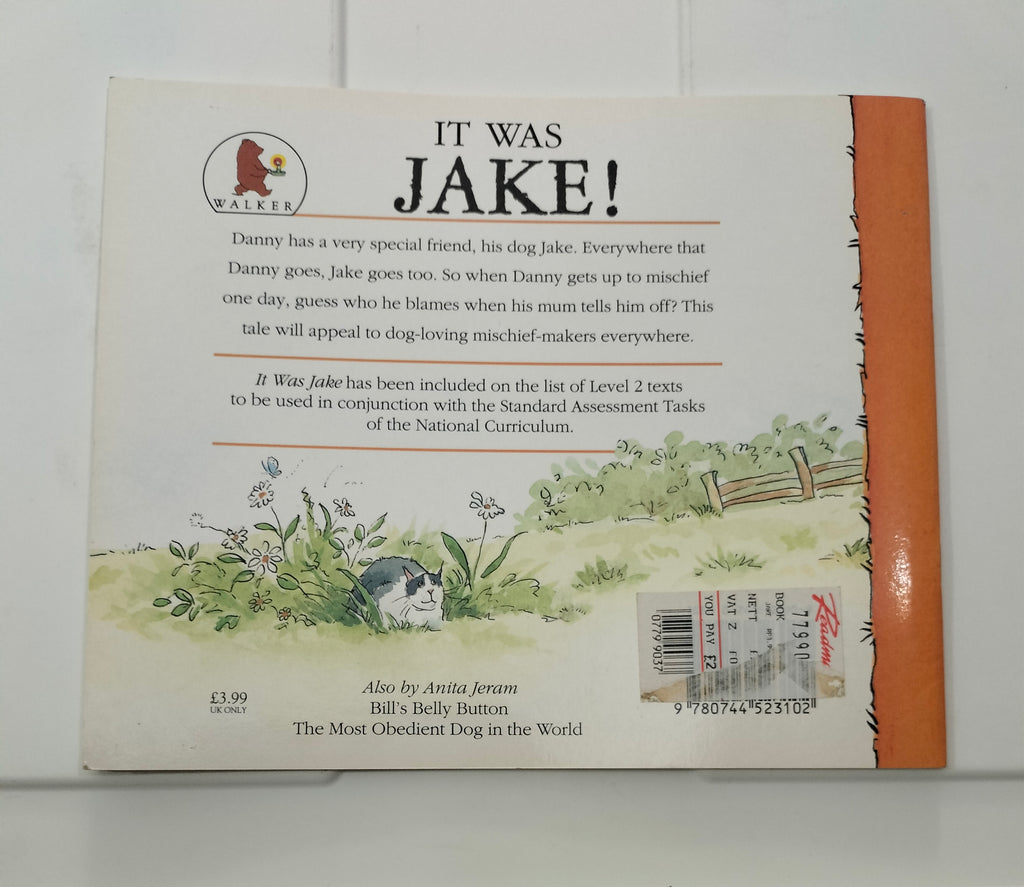 IT WAS
JAKE!
WALKER
Danny has a very special friend, his dog Jake. Everywhere that
Danny goes, Jake goes too. So when Danny gets up to mischief
one day, guess who he blames when his mum tells him off? This
tale will appeal to dog-loving mischief-makers everywhere.
It Was Jake has been included on the list of Level 2 texts
to be used in conjunction with the Standard Assessment Tasks
of the National Curriculum.
£3.99
UK ONLY
Also by Anita Jeram
Bill's Belly Button
The Most Obedient Dog in the World
77990
BOOK
NETT
VAT Z £0
YOU PAY £2
0779 9037
9 780744 523102